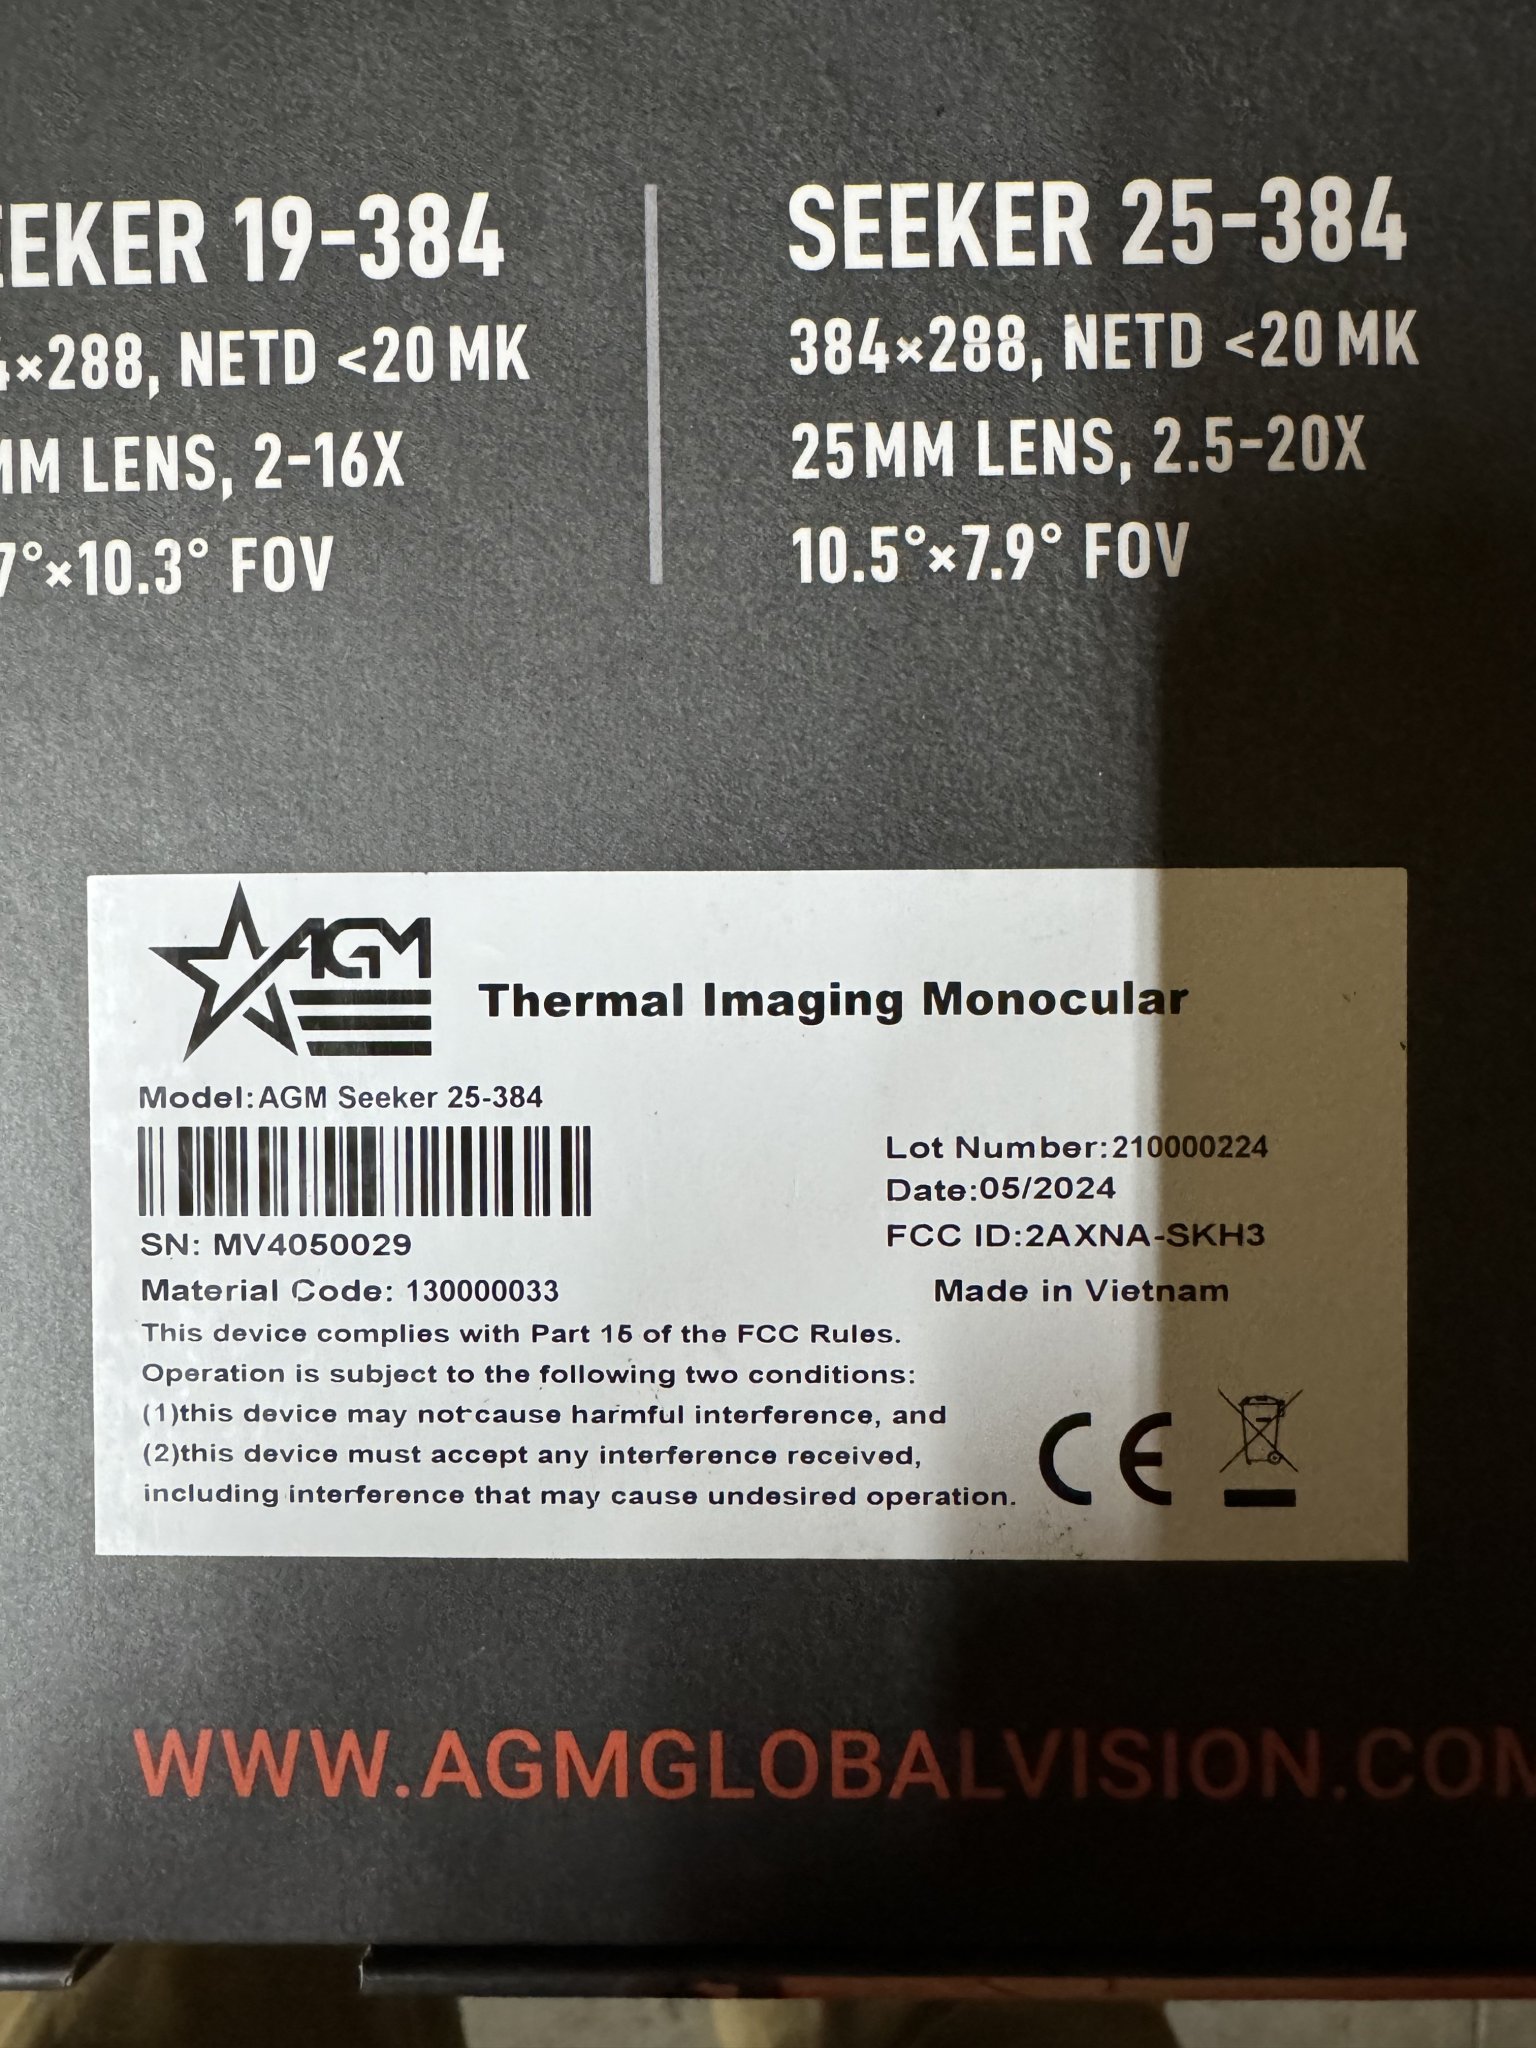 EEKER 19-384
4×288, NETD <20 MK
MM LENS, 2-16X
7°×10.3° FOV
SEEKER 25-384
384×288, NETD <20 MK
25MM LENS, 2.5-20X
10.5°×7.9° FOV
AGM
Thermal Imaging Monocular
Model:AGM Seeker 25-384
SN: MV4050029
Material Code: 130000033
Lot Number:210000224
Date:05/2024
FCC ID:2AXNA-SKH3
Made in Vietnam
This device complies with Part 15 of the FCC Rules.
Operation is subject to the following two conditions:
(1)this device may not cause harmful interference, and
(2)this device must accept any interference received,
including interference that may cause undesired operation.
CE
WWW.AGMGLOBALVISION.COM